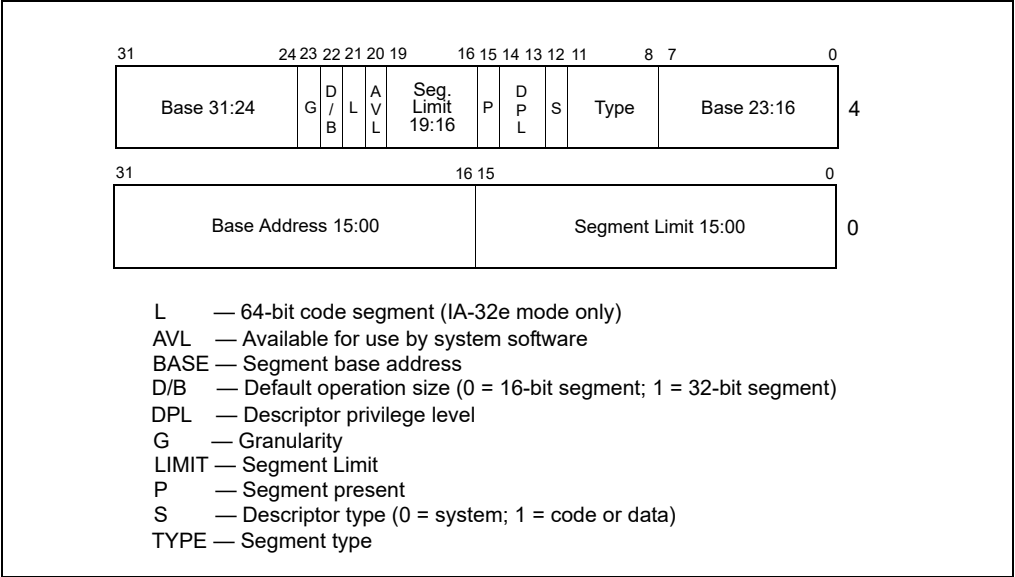 31 24 23 22 21 20 19 16 15 14 13 12 11 8 7 0
Base 31:24 G D/B L AVL Seg. Limit 19:16 P DPL S Type Base 23:16 4
31 16 15 0
Base Address 15:00 Segment Limit 15:00 0
L — 64-bit code segment (IA-32e mode only)
AVL — Available for use by system software
BASE — Segment base address
D/B — Default operation size (0 = 16-bit segment; 1 = 32-bit segment)
DPL — Descriptor privilege level
G — Granularity
LIMIT — Segment Limit
P — Segment present
S — Descriptor type (0 = system; 1 = code or data)
TYPE — Segment type